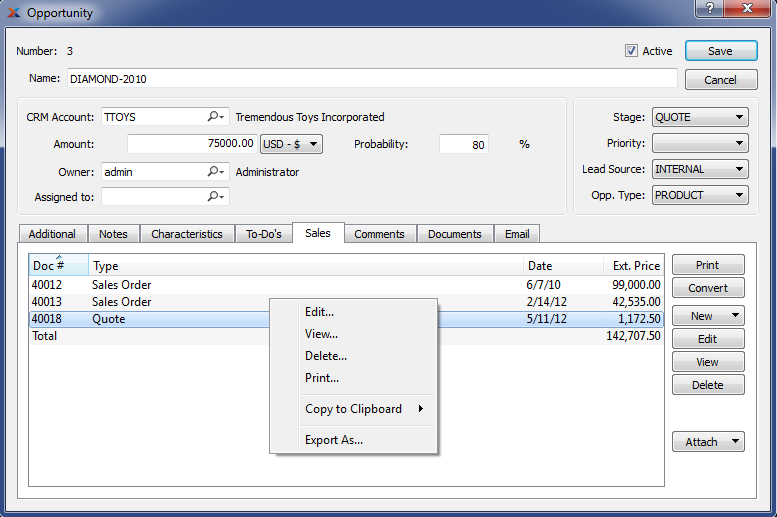 Opportunity
Number: 3
Active
Save
Name: DIAMOND-2010
Cancel
CRM Account: TTOYS Tremendous Toys Incorporated
Stage: QUOTE
Amount: 75000.00 USD - $ Probability: 80 %
Priority:
Owner: admin Administrator
Lead Source: INTERNAL
Assigned to:
Opp. Type: PRODUCT
Additional Notes Characteristics To-Do's Sales Comments Documents Email
Doc # Type Date Ext. Price
40012 Sales Order 6/7/10 99,000.00
40013 Sales Order 2/14/12 42,535.00
40018 Quote 5/11/12 1,172.50
Total 142,707.50
Edit...
View...
Delete...
Print...
Copy to Clipboard
Export As...
Print
Convert
New
Edit
View
Delete
Attach